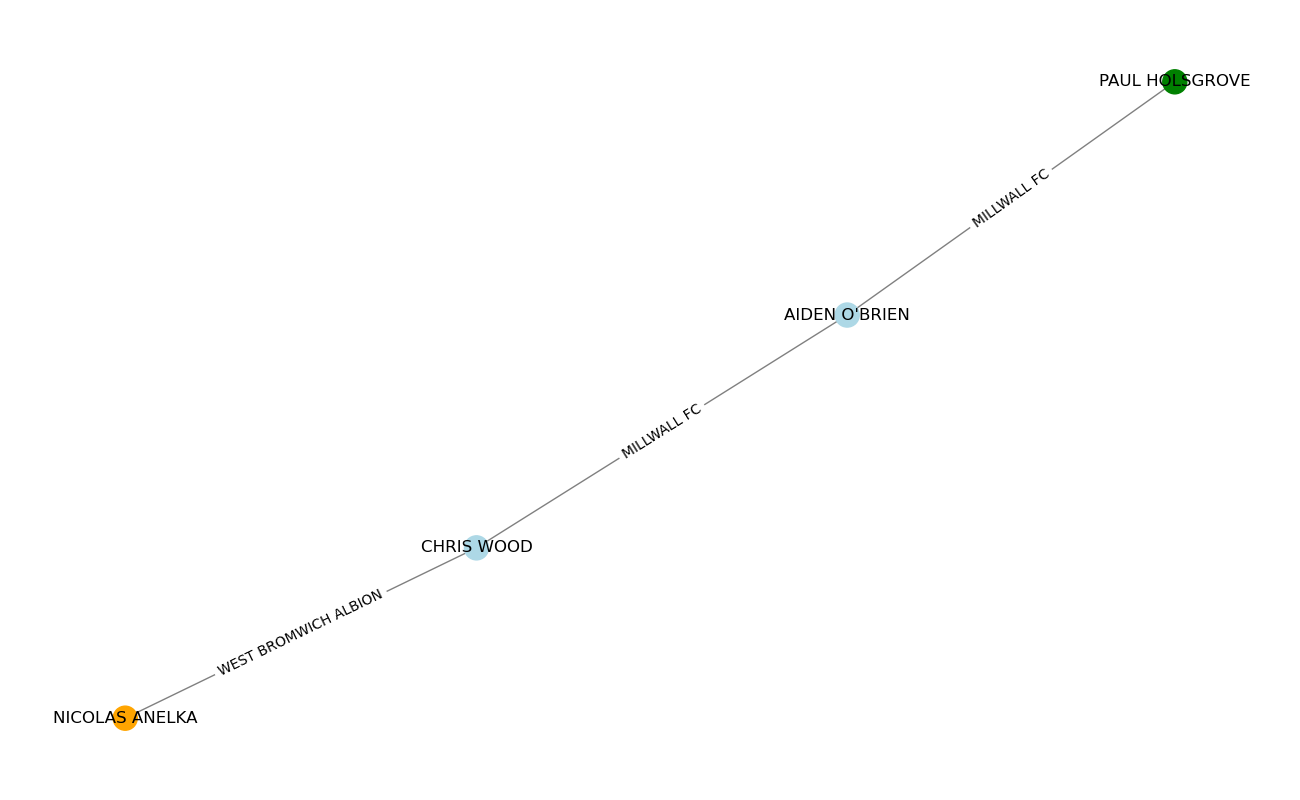 PAUL HOLSGROVE
MILLWALL FC
AIDEN O'BRIEN
MILLWALL FC
CHRIS WOOD
WEST BROMWICH ALBION
NICOLAS ANELKA